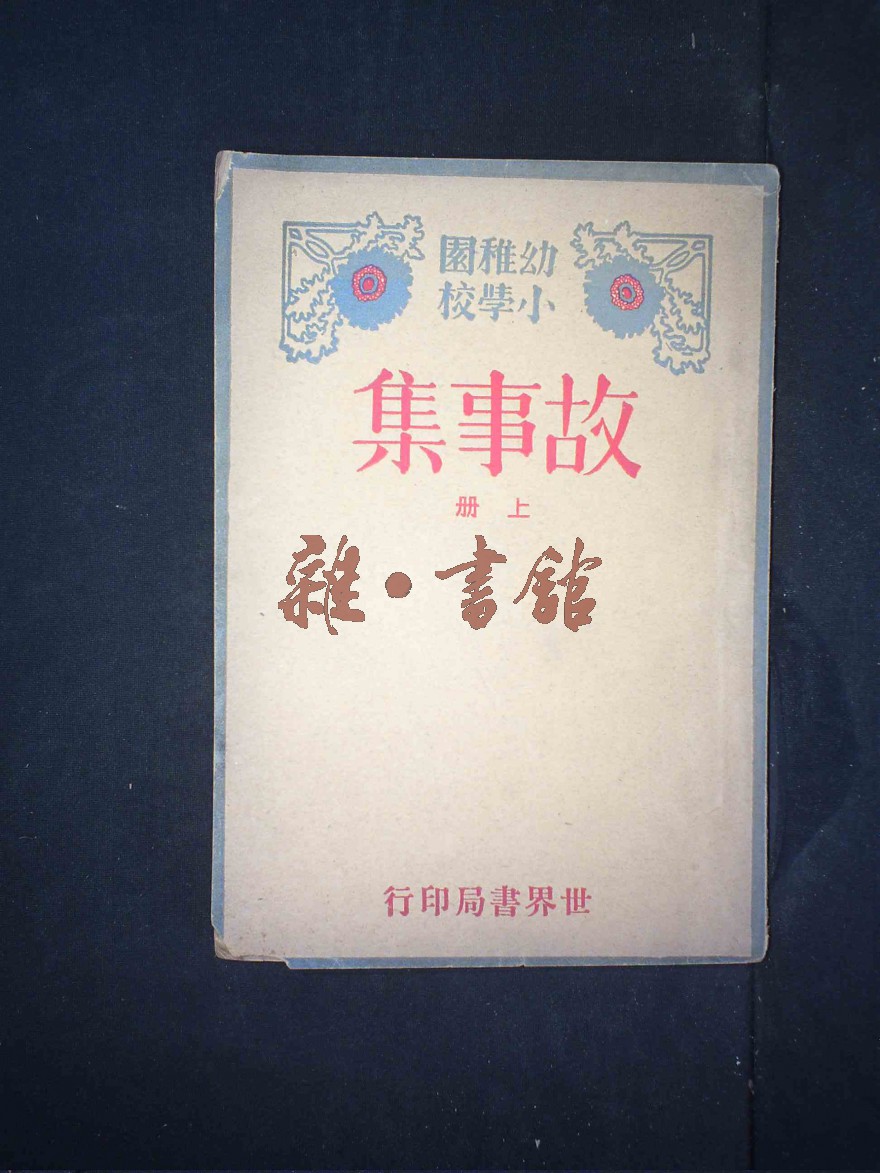 幼稚園
小學校
故事集
上册
雜·書館
世界書局印行